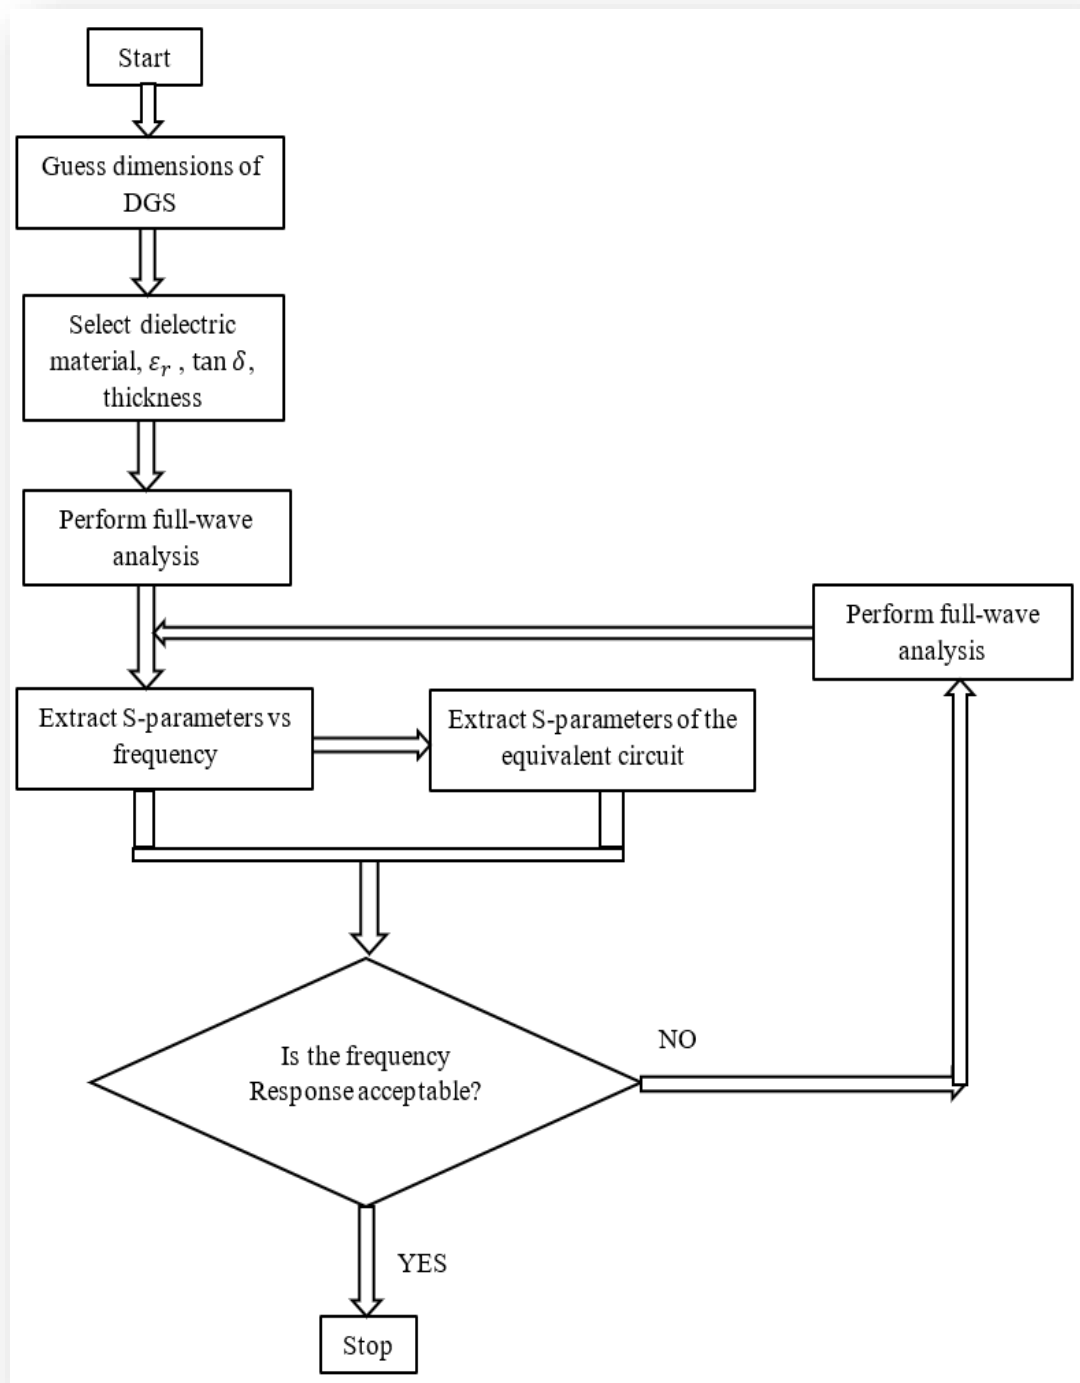 Start
Guess dimensions of
DGS
Select dielectric
material, εᵣ , tan δ,
thickness
Perform full-wave
analysis
Perform full-wave
analysis
Extract S-parameters vs
frequency
Extract S-parameters of the
equivalent circuit
Is the frequency
Response acceptable?
NO
YES
Stop